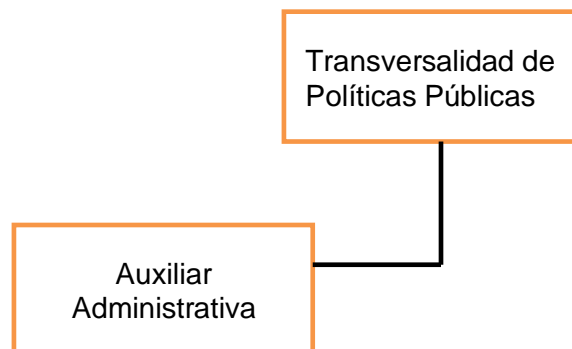 Transversalidad de
Políticas Públicas
Auxiliar
Administrativa